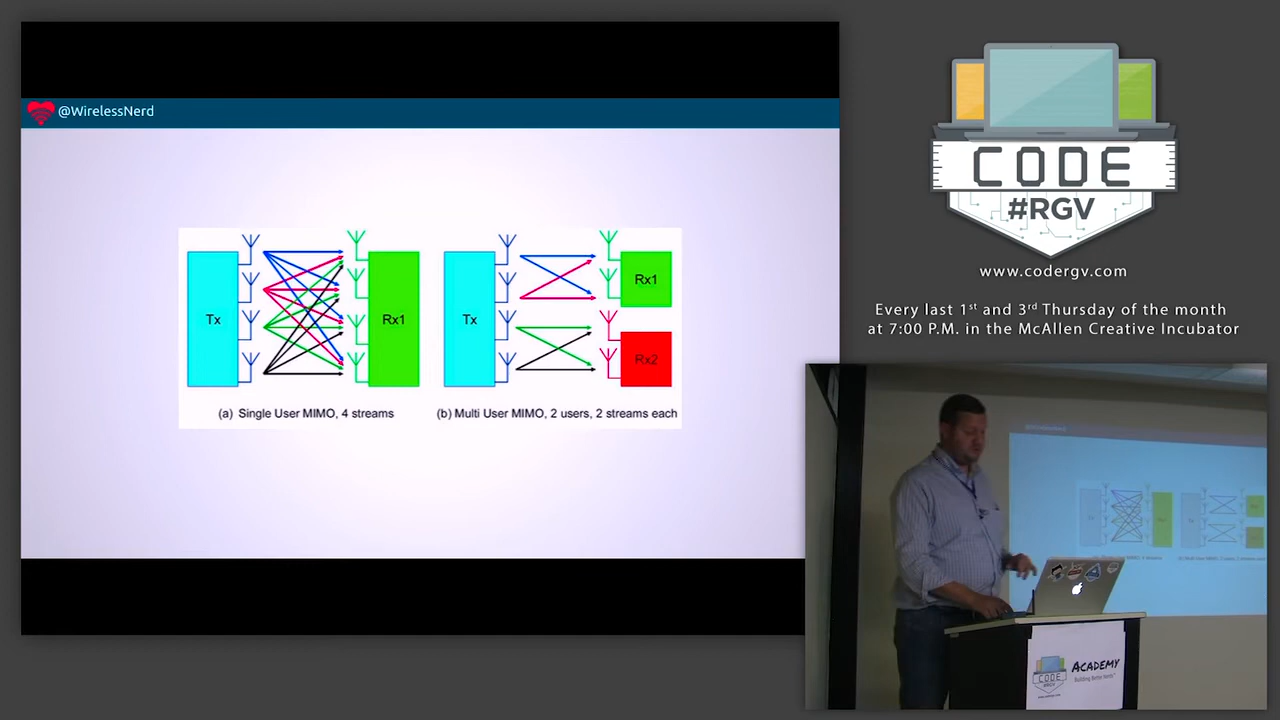 @WirelessNerd
Tx
Rx1
Tx
Rx1
Rx2
(a) Single User MIMO, 4 streams
(b) Multi User MIMO, 2 users, 2 streams each
CODE
#RGV
www.codergv.com
Every last 1st and 3rd Thursday of the month
at 7:00 P.M. in the McAllen Creative Incubator
CODE
#RGV
ACADEMY